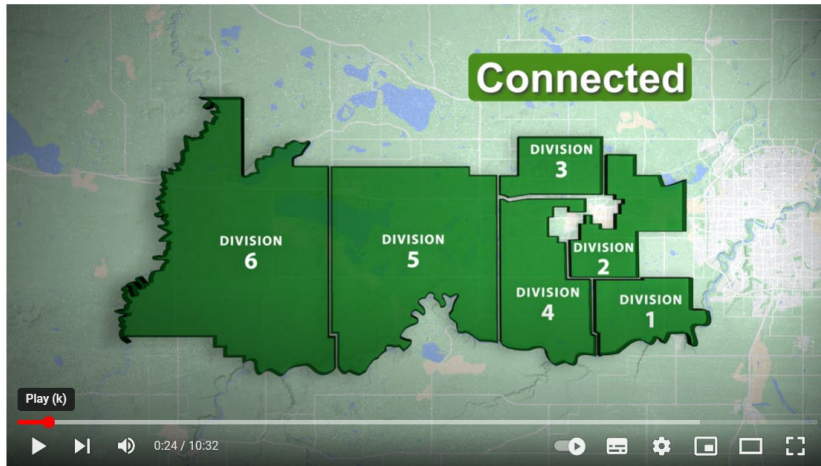 Connected
DIVISION
3
DIVISION
6
DIVISION
5
DIVISION
2
DIVISION
4
DIVISION
1
Play (k)
0:24 / 10:32